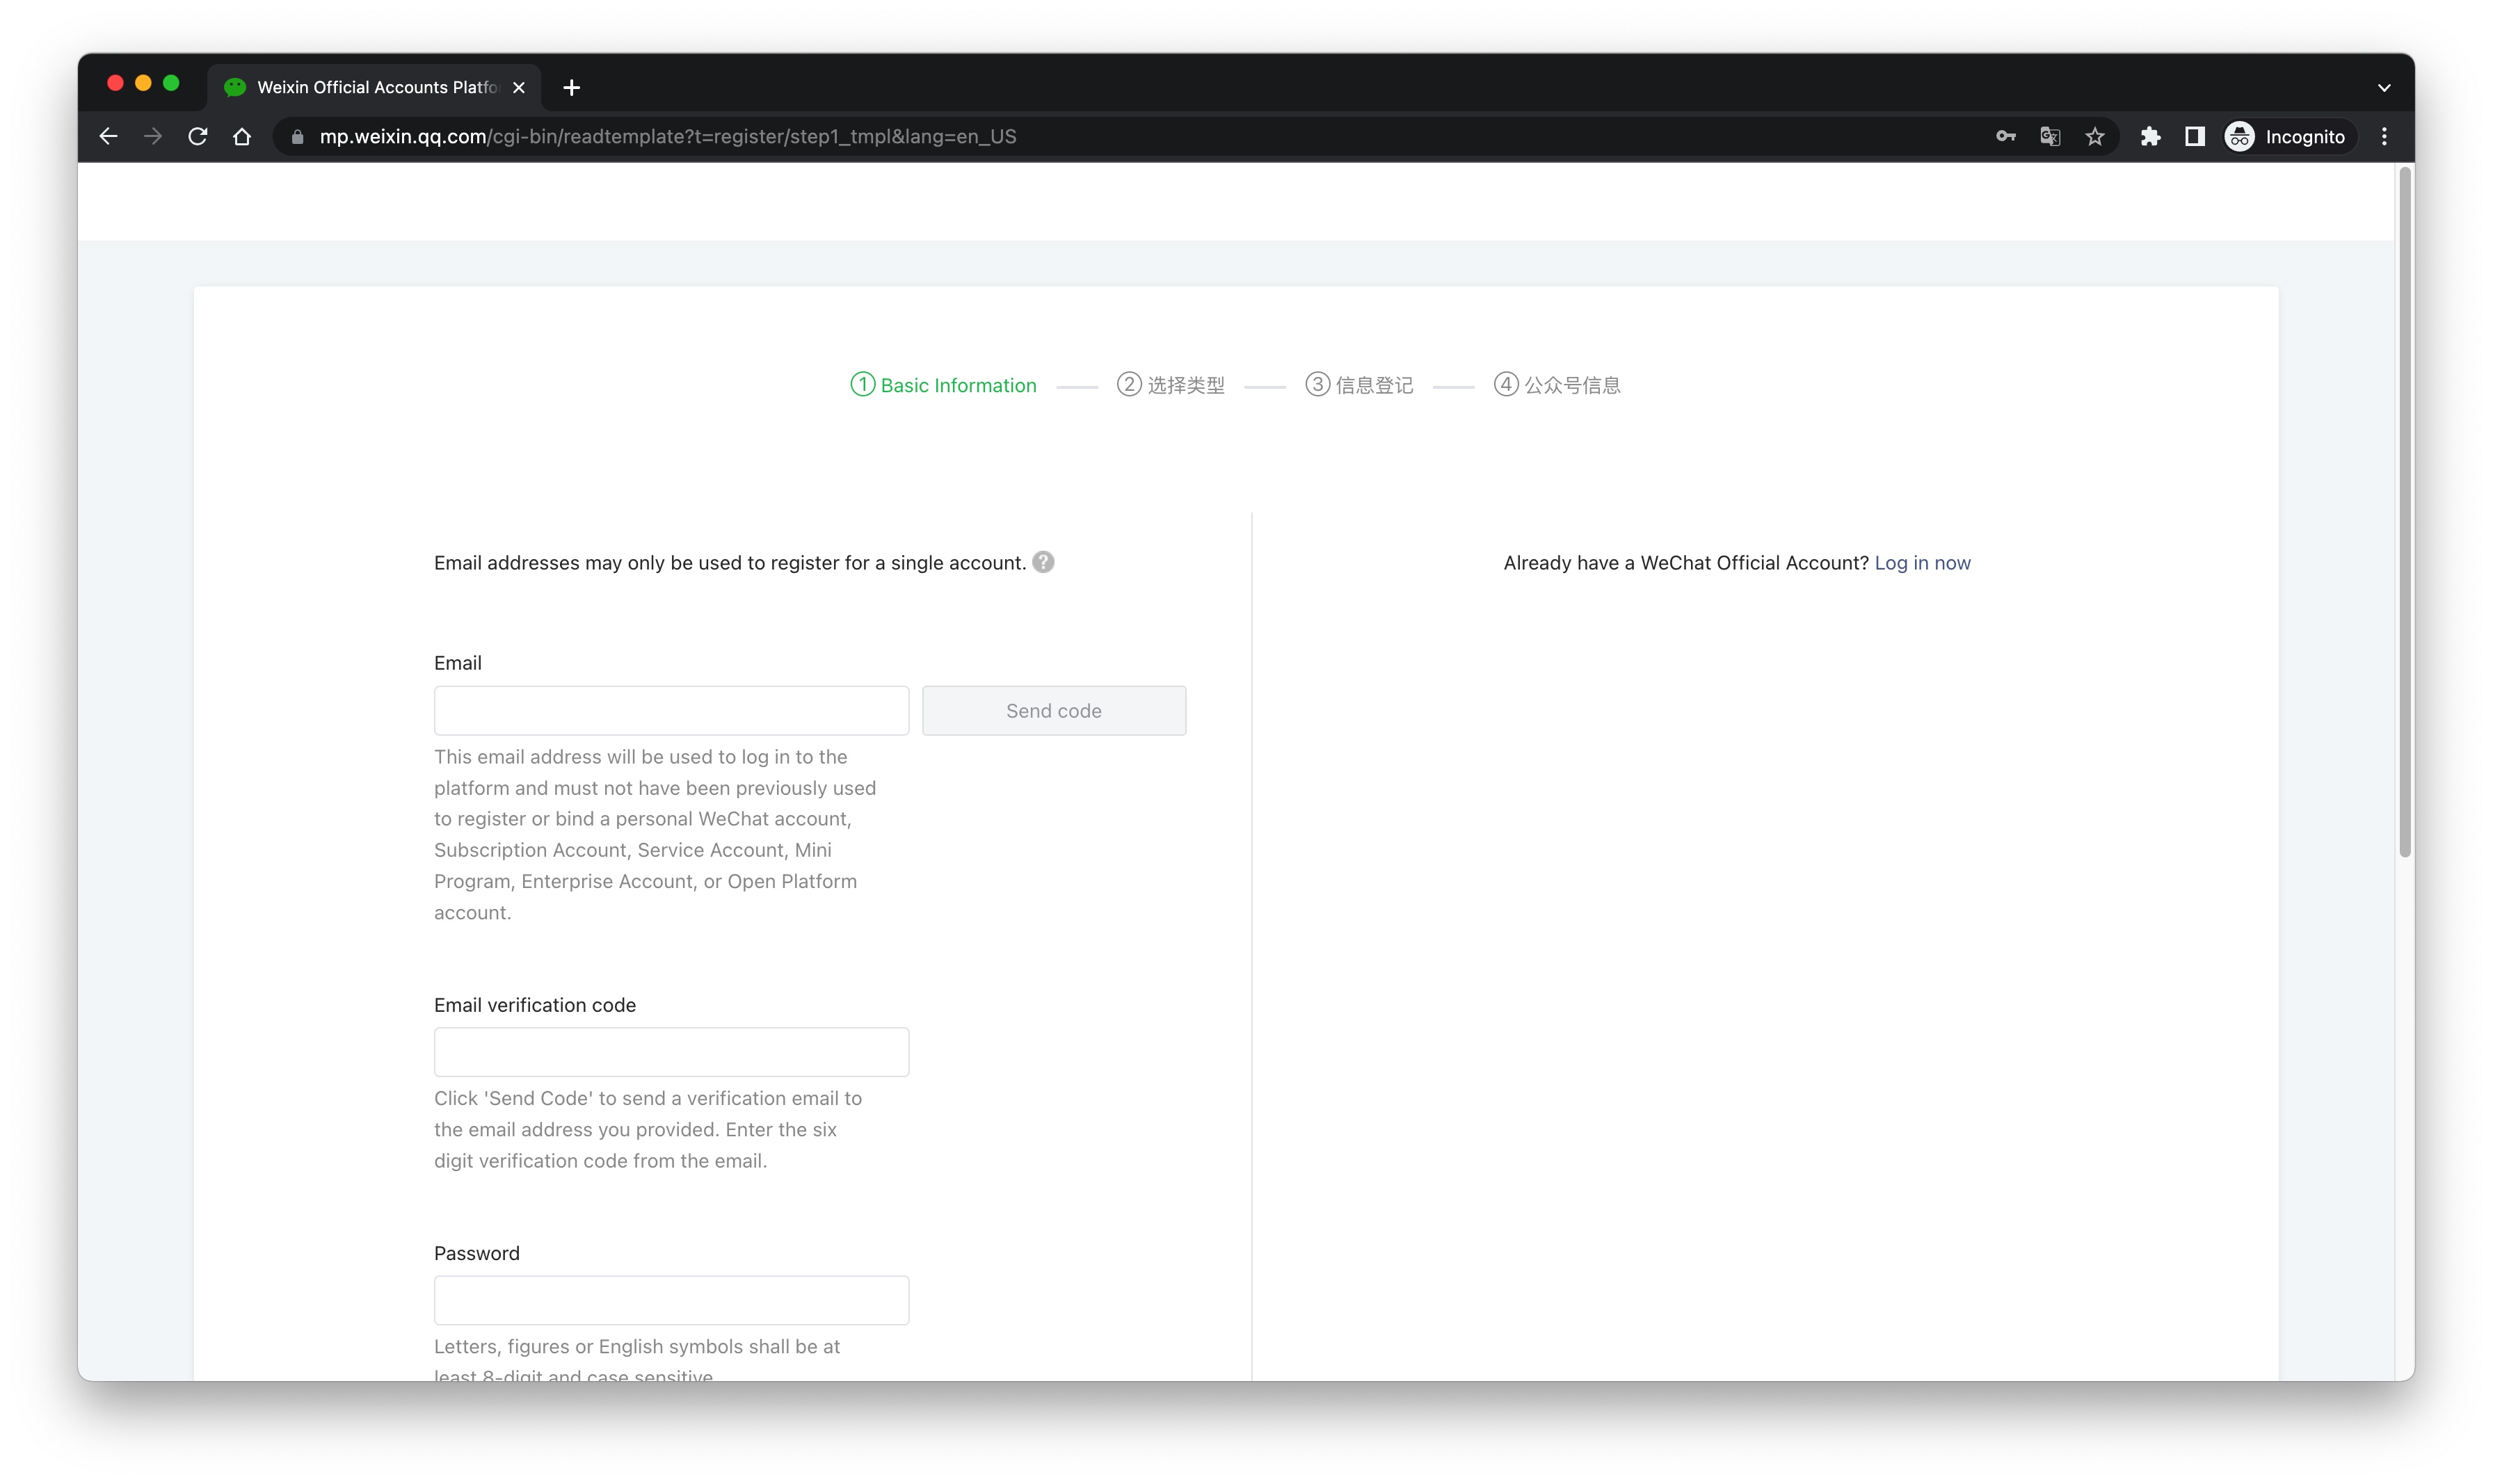 Weixin Official Accounts Platfo
mp.weixin.qq.com/cgi-bin/readtemplate?t=register/step1_tmpl&lang=en_US
Incognito
1 Basic Information
2 选择类型
3 信息登记
4 公众号信息
Email addresses may only be used to register for a single account. ?
Already have a WeChat Official Account? Log in now
Email
Send code
This email address will be used to log in to the
platform and must not have been previously used
to register or bind a personal WeChat account,
Subscription Account, Service Account, Mini
Program, Enterprise Account, or Open Platform
account.
Email verification code
Click 'Send Code' to send a verification email to
the email address you provided. Enter the six
digit verification code from the email.
Password
Letters, figures or English symbols shall be at
least 8-digit and case sensitive